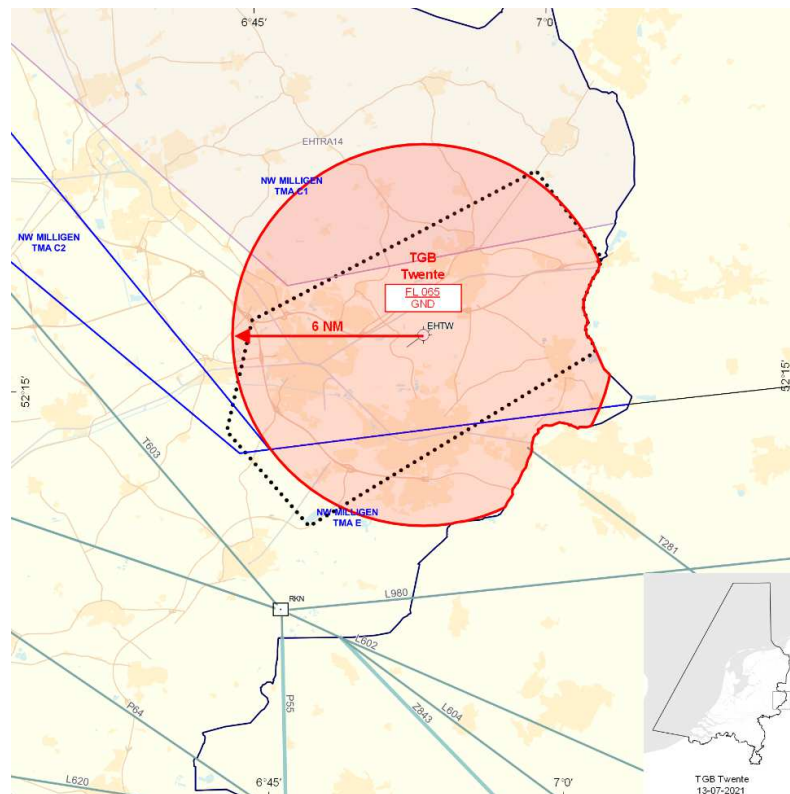 6°45'
7°0'
EHTRA14
NW MILLIGEN
TMA C1
NW MILLIGEN
TMA C2
TGB
Twente
FL 065
GND
6 NM
EHTW
52°15'
52°15'
T603
NW MILLIGEN
TMA E
T281
RKN
L980
L602
P55
P64
Z843
L604
L620
6°45'
7°0'
TGB Twente
13-07-2021